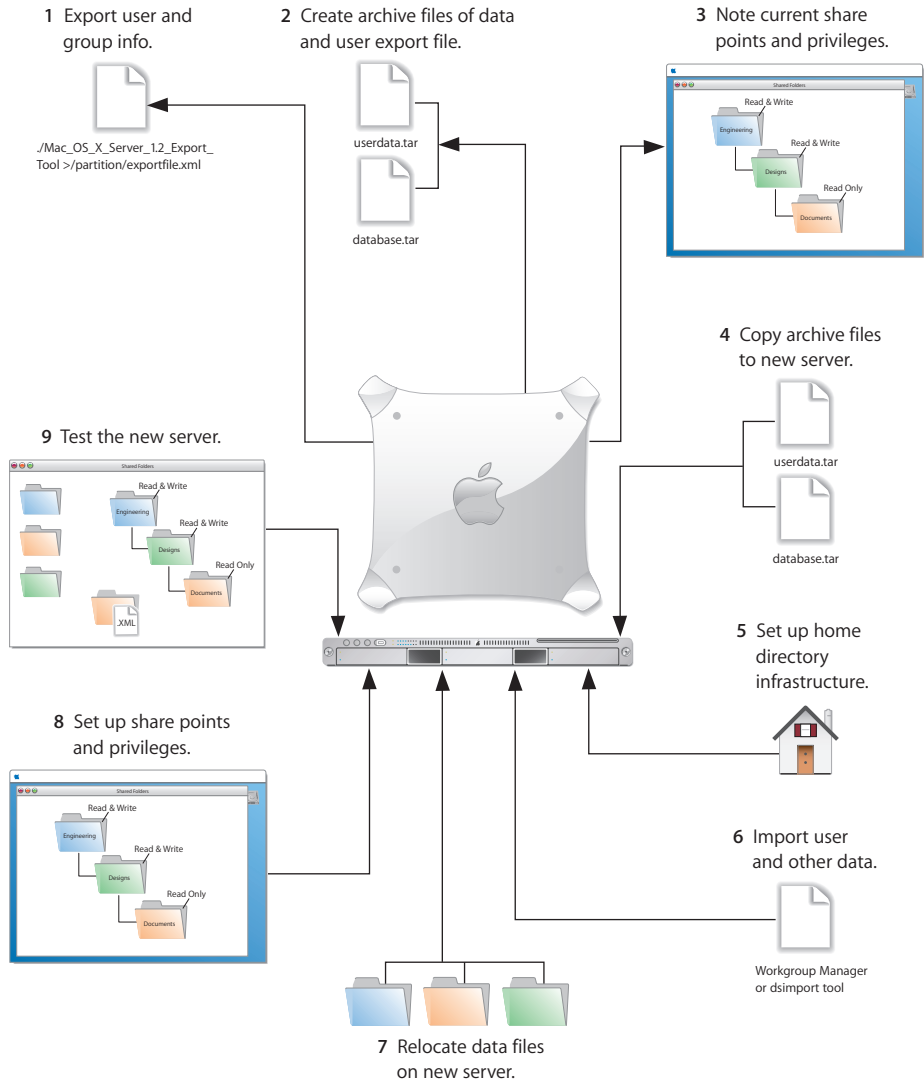 1 Export user and
group info.
./Mac_OS_X_Server_1.2_Export_
Tool >/partition/exportfile.xml
2 Create archive files of data
and user export file.
userdata.tar
database.tar
3 Note current share
points and privileges.
Shared Folders
Read & Write
Engineering
Read & Write
Designs
Read Only
Documents
4 Copy archive files
to new server.
userdata.tar
database.tar
9 Test the new server.
Shared Folders
Read & Write
Engineering
Read & Write
Designs
Read Only
Documents
.XML
5 Set up home
directory
infrastructure.
8 Set up share points
and privileges.
Shared Folders
Read & Write
Engineering
Read & Write
Designs
Read Only
Documents
6 Import user
and other data.
Workgroup Manager
or dsimport tool
7 Relocate data files
on new server.